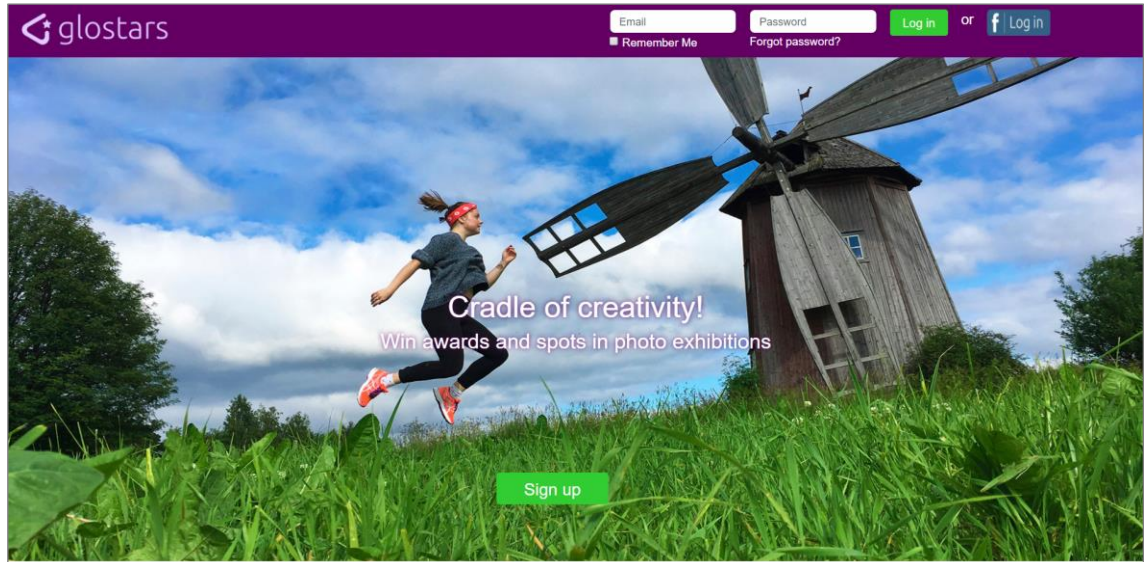 glostars
Email
Password
Log in
or
f Log in
Remember Me
Forgot password?
Cradle of creativity!
Win awards and spots in photo exhibitions
Sign up